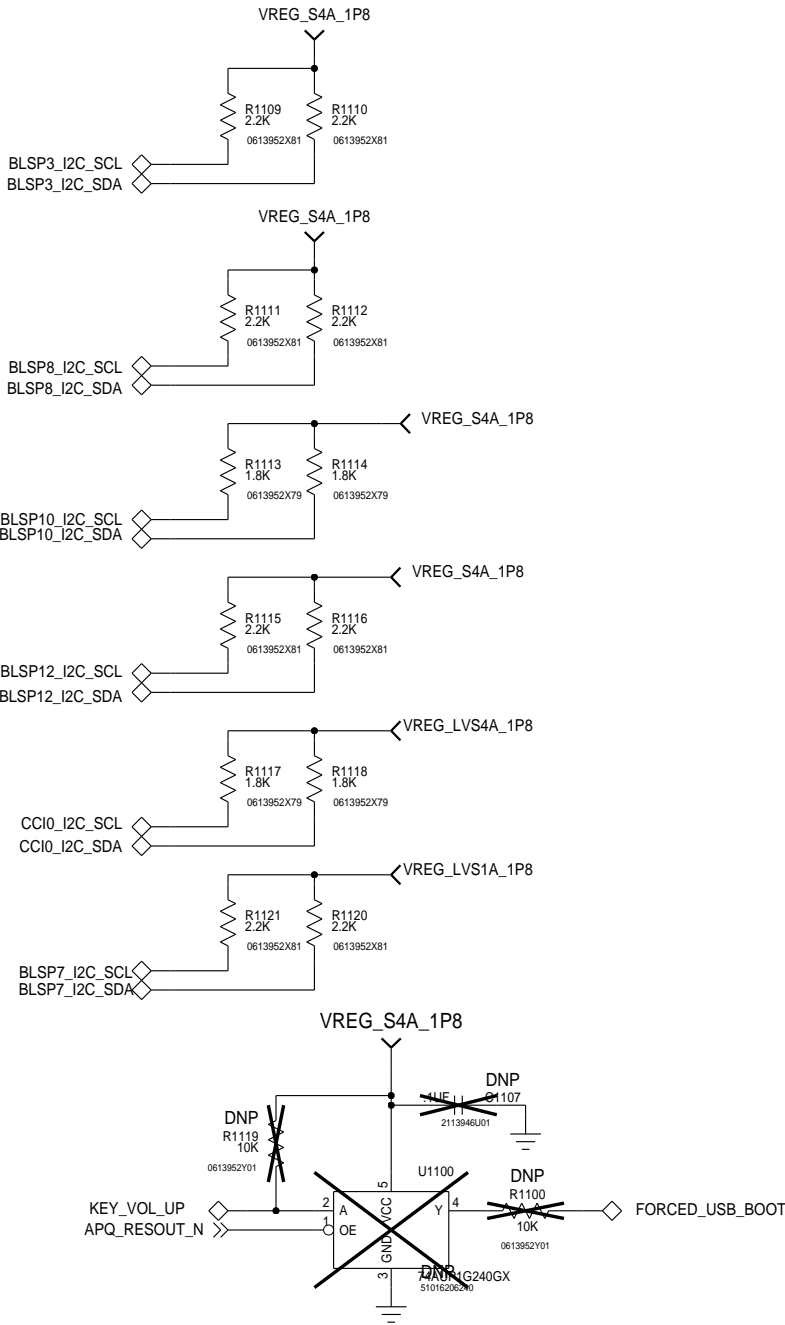 VREG_S4A_1P8
R1109
2.2K
0613952X81
R1110
2.2K
0613952X81
BLSP3_I2C_SCL
BLSP3_I2C_SDA
VREG_S4A_1P8
R1111
2.2K
0613952X81
R1112
2.2K
0613952X81
BLSP8_I2C_SCL
BLSP8_I2C_SDA
VREG_S4A_1P8
R1113
1.8K
0613952X79
R1114
1.8K
0613952X79
BLSP10_I2C_SCL
BLSP10_I2C_SDA
VREG_S4A_1P8
R1115
2.2K
0613952X81
R1116
2.2K
0613952X81
BLSP12_I2C_SCL
BLSP12_I2C_SDA
VREG_LVS4A_1P8
R1117
1.8K
0613952X79
R1118
1.8K
0613952X79
CCI0_I2C_SCL
CCI0_I2C_SDA
VREG_LVS1A_1P8
R1121
2.2K
0613952X81
R1120
2.2K
0613952X81
BLSP7_I2C_SCL
BLSP7_I2C_SDA
VREG_S4A_1P8
DNP
.1UF
C1107
2113946U01
DNP
R1119
10K
0613952Y01
U1100
5
VCC
2
A
1
OE
Y
4
GND
3
DNP
74AUP1G240GX
51016206240
DNP
R1100
10K
0613952Y01
KEY_VOL_UP
APQ_RESOUT_N
FORCED_USB_BOOT